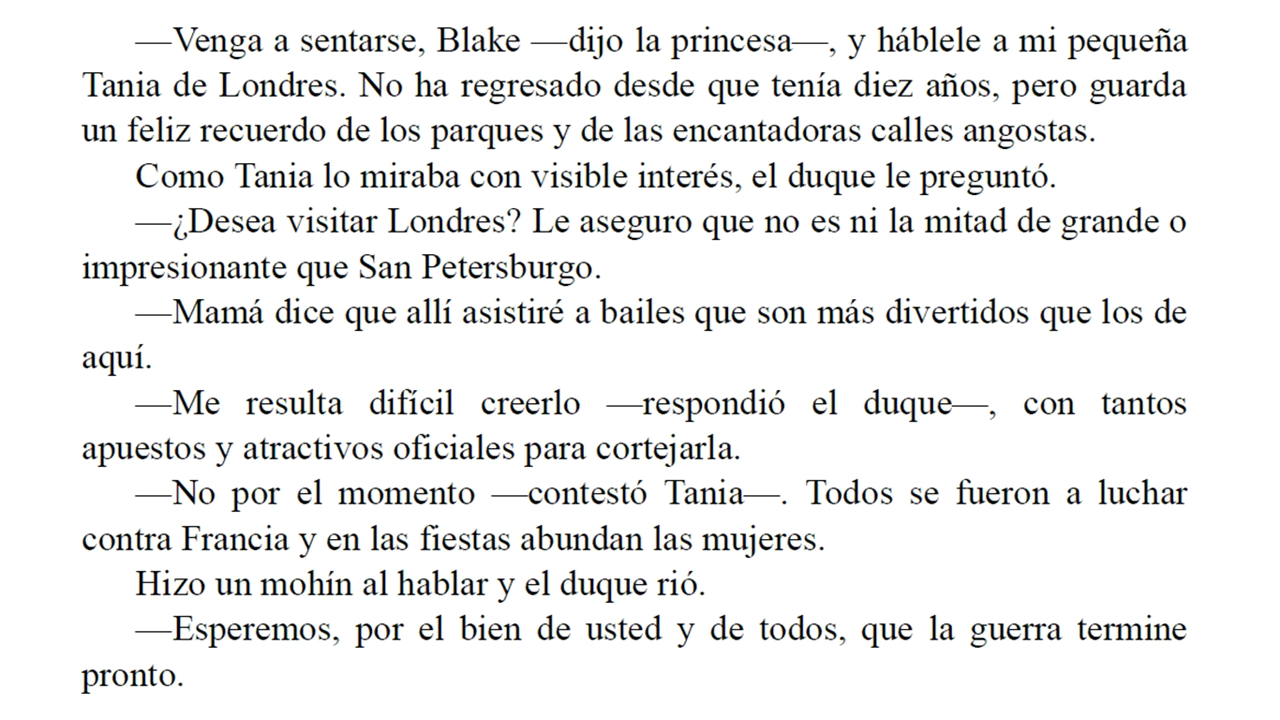 —Venga a sentarse, Blake —dijo la princesa—, y háblele a mi pequeña
Tania de Londres. No ha regresado desde que tenía diez años, pero guarda
un feliz recuerdo de los parques y de las encantadoras calles angostas.
Como Tania lo miraba con visible interés, el duque le preguntó.
—¿Desea visitar Londres? Le aseguro que no es ni la mitad de grande o
impresionante que San Petersburgo.
—Mamá dice que allí asistiré a bailes que son más divertidos que los de
aquí.
—Me resulta difícil creerlo —respondió el duque—, con tantos
apuestos y atractivos oficiales para cortejarla.
—No por el momento —contestó Tania—. Todos se fueron a luchar
contra Francia y en las fiestas abundan las mujeres.
Hizo un mohín al hablar y el duque rió.
—Esperemos, por el bien de usted y de todos, que la guerra termine
pronto.